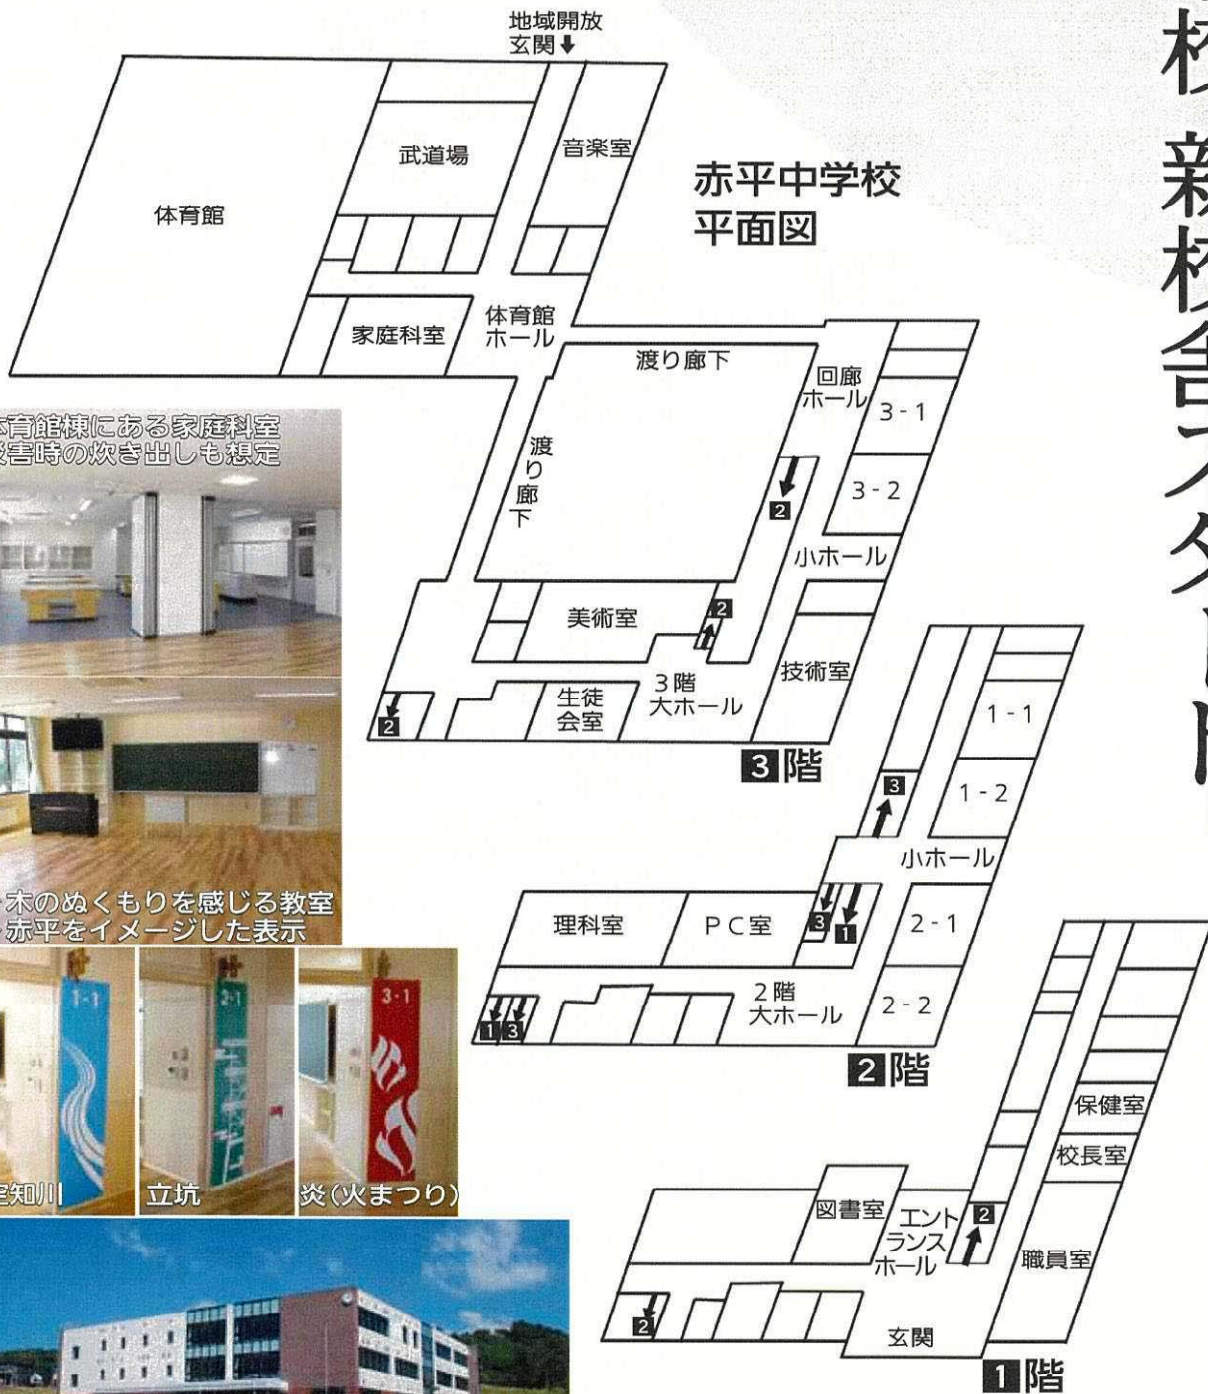 校 新校舎スタート
地域開放
玄関⬇
武道場
音楽室
体育館
赤平中学校
平面図
家庭科室
体育館
ホール
渡り廊下
回廊
ホール
3-1
渡り廊下
3-2
2
小ホール
美術室
2
技術室
生徒
会室
3階
大ホール
2
3階
体育館棟にある家庭科室
災害時の炊き出しも想定
木のぬくもりを感じる教室
赤平をイメージした表示
1-1
1-2
3
小ホール
理科室
PC室
3
1
2-1
2階
大ホール
2-2
1
3
2階
1-1
2-1
3-1
空知川
立坑
炎(火まつり)
保健室
校長室
図書室
エント
ランス
ホール
2
職員室
2
玄関
1階